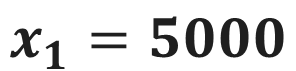 x₁ = 5000